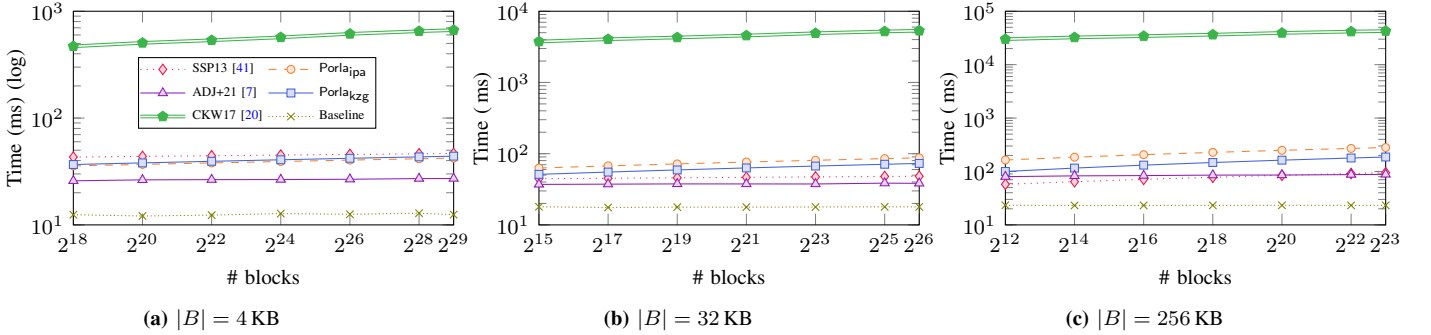 10^3
10^2
10^1
Time (ms) (log)
SSP13 [41]
ADJ+21 [7]
CKW17 [20]
Porla_ipa
Porla_kzg
Baseline
2^18 2^20 2^22 2^24 2^26 2^28 2^29
# blocks
(a) |B| = 4 KB
10^4
10^3
10^2
10^1
Time ( ms)
2^15 2^17 2^19 2^21 2^23 2^25 2^26
# blocks
(b) |B| = 32 KB
10^5
10^4
10^3
10^2
10^1
Time ( ms)
2^12 2^14 2^16 2^18 2^20 2^22 2^23
# blocks
(c) |B| = 256 KB